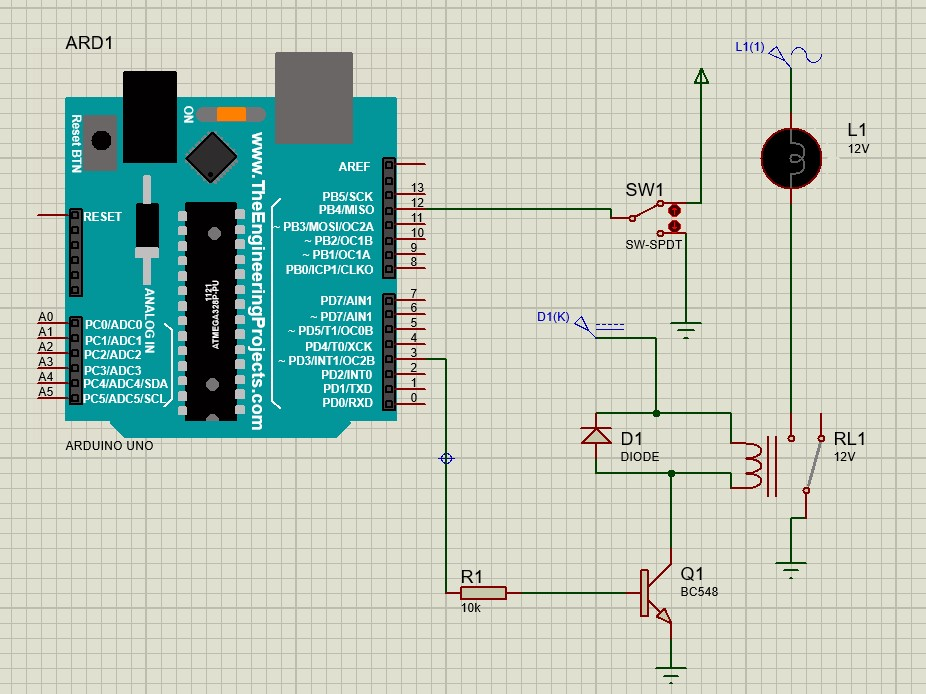 ARD1
L1(1)
ON
Reset BTN
www.TheEngineeringProjects.com
AREF
L1
12V
RESET
PB5/SCK 13
PB4/MISO 12
~ PB3/MOSI/OC2A 11
~ PB2/OC1B 10
~ PB1/OC1A 9
PB0/ICP1/CLKO 8
SW1
SW-SPDT
1121
ATMEGA328P-PU
ANALOG IN
PD7/AIN1 7
~ PD7/AIN1 6
~ PD5/T1/OC0B 5
PD4/T0/XCK 4
~ PD3/INT1/OC2B 3
PD2/INT0 2
PD1/TXD 1
PD0/RXD 0
A0 PC0/ADC0
A1 PC1/ADC1
A2 PC2/ADC2
A3 PC3/ADC3
A4 PC4/ADC4/SDA
A5 PC5/ADC5/SCL
D1(K)
ARDUINO UNO
D1
DIODE
RL1
12V
R1
10k
Q1
BC548